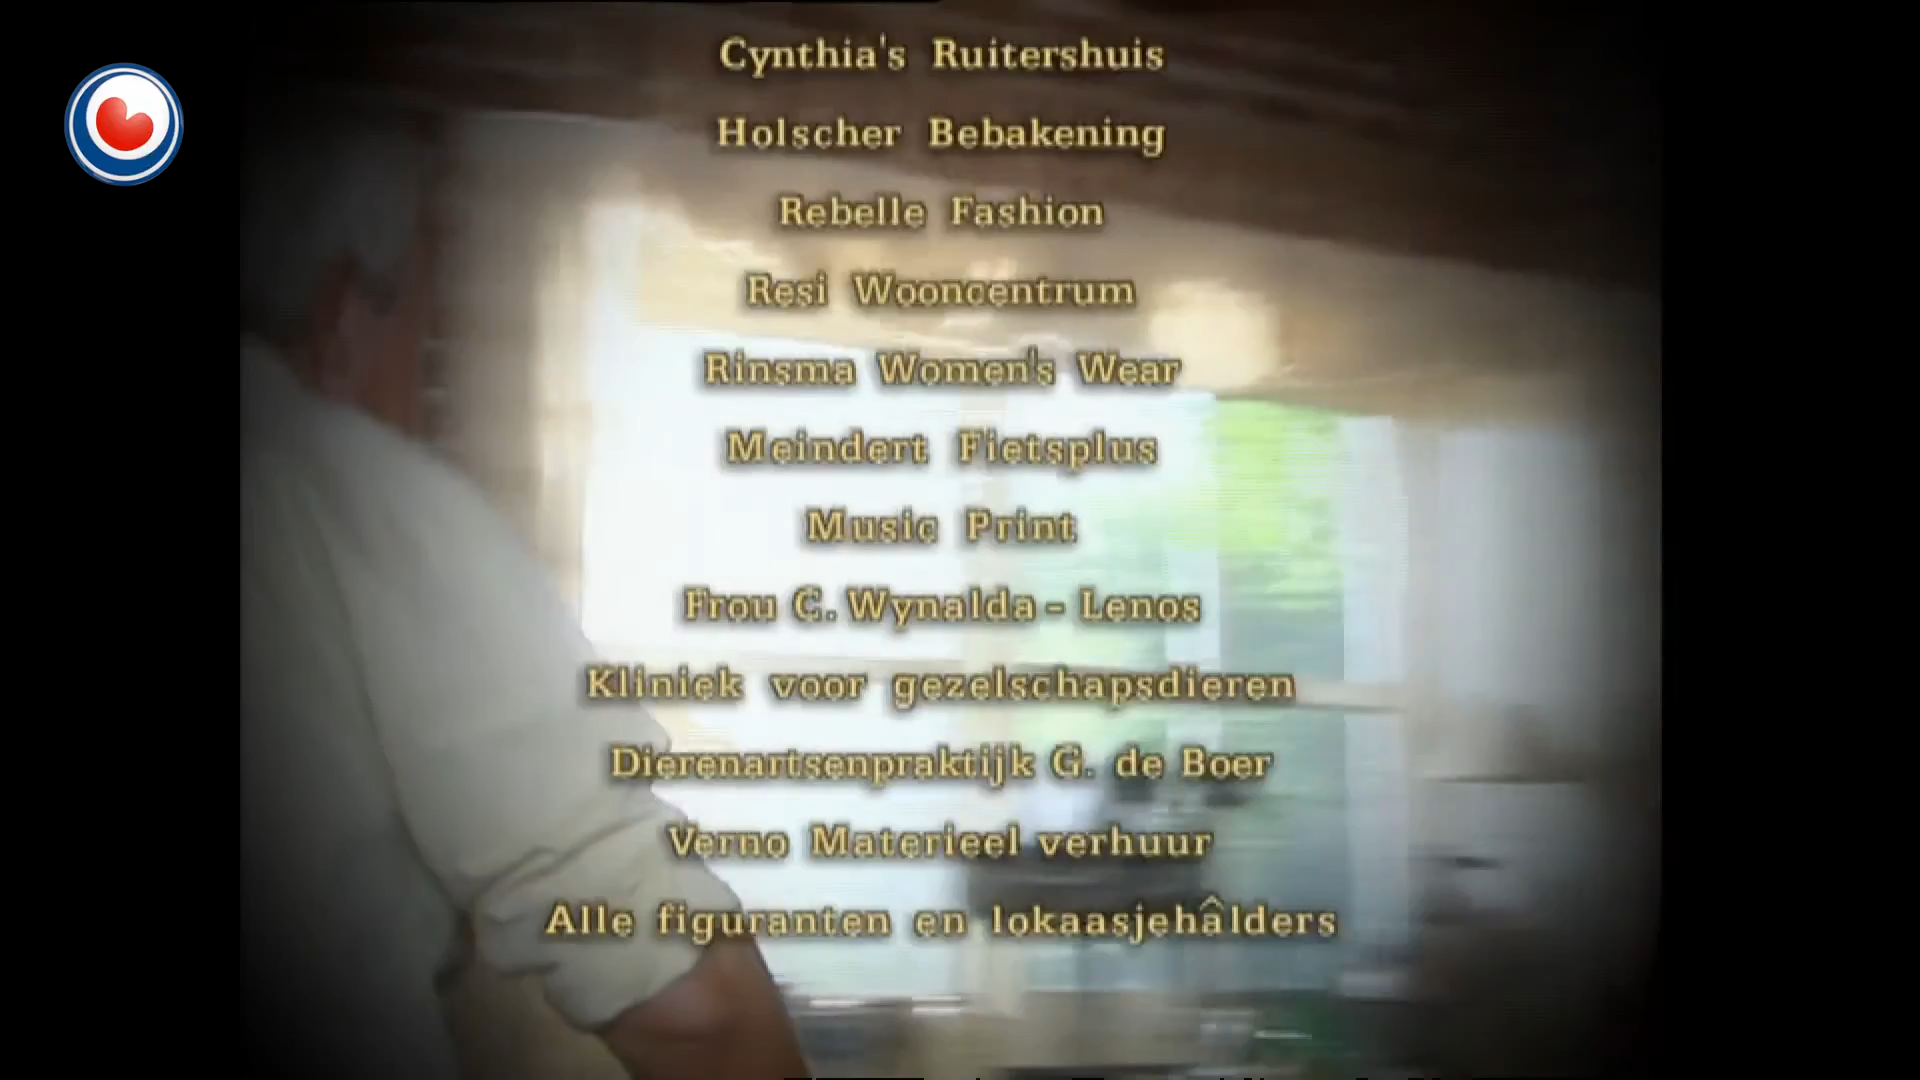 Cynthia's Ruitershuis
Holscher Bebakening
Rebelle Fashion
Resi Wooncentrum
Rinsma Women's Wear
Meindert Fietsplus
Music Print
Frou C. Wynalda - Lenos
Kliniek voor gezelschapsdieren
Dierenartsenpraktijk G. de Boer
Verno Materieel verhuur
Alle figuranten en lokaasjehâlders